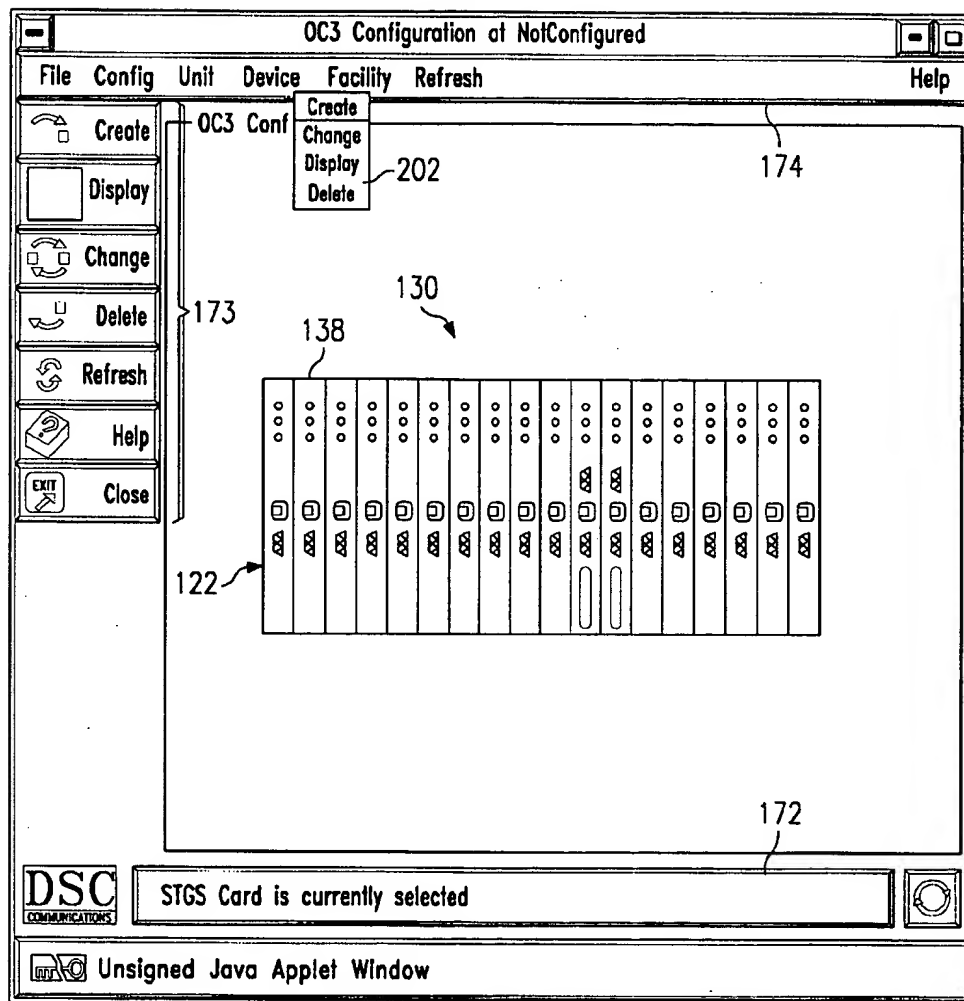 OC3 Configuration at NotConfigured
File Config Unit Device Facility Refresh Help
Create
Display
Change
Delete
Refresh
Help
EXIT Close
173
OC3 Conf
Create
Change
Display
Delete
202
174
130
138
122
172
DSC
COMMUNICATIONS
STGS Card is currently selected
Unsigned Java Applet Window